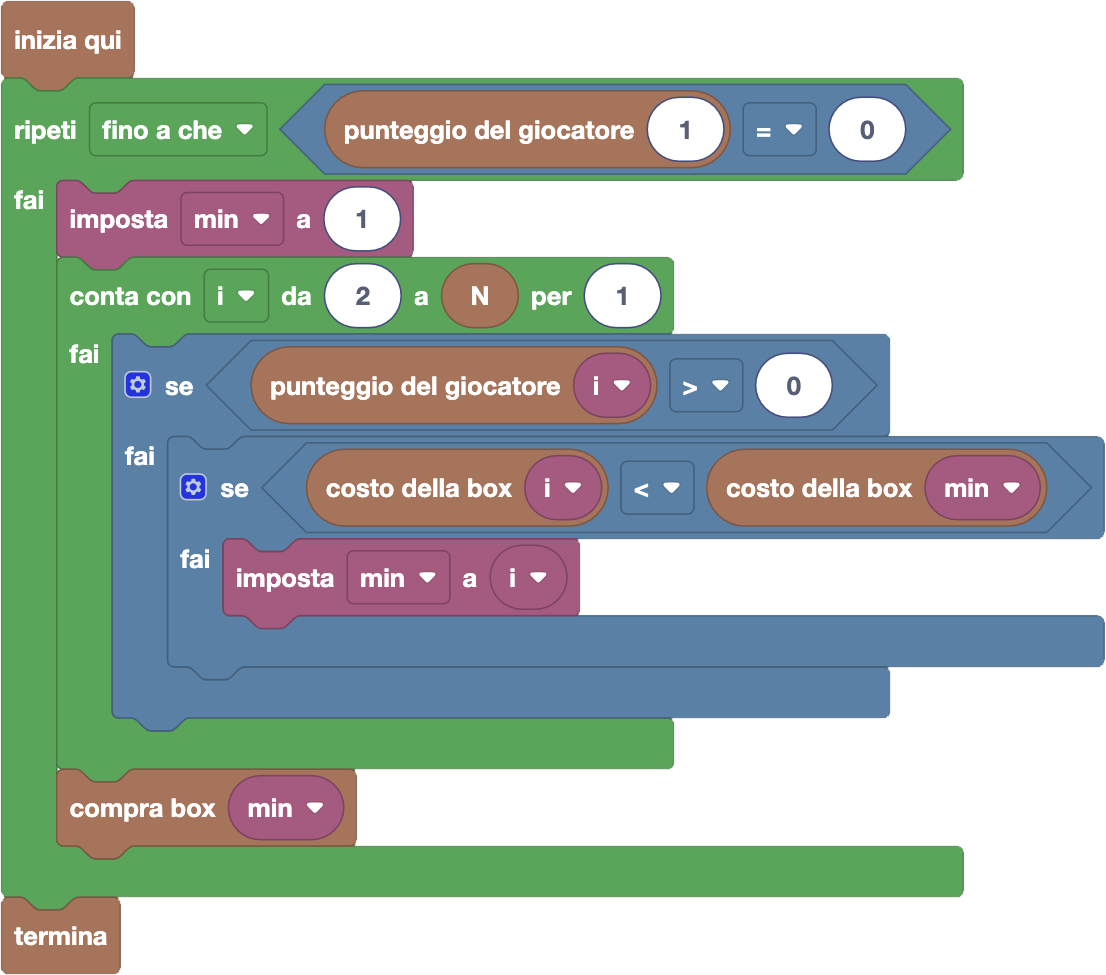 inizia qui
ripeti fino a che punteggio del giocatore 1 = 0
fai imposta min a 1
conta con i da 2 a N per 1
fai se punteggio del giocatore i > 0
fai se costo della box i < costo della box min
fai imposta min a i
compra box min
termina